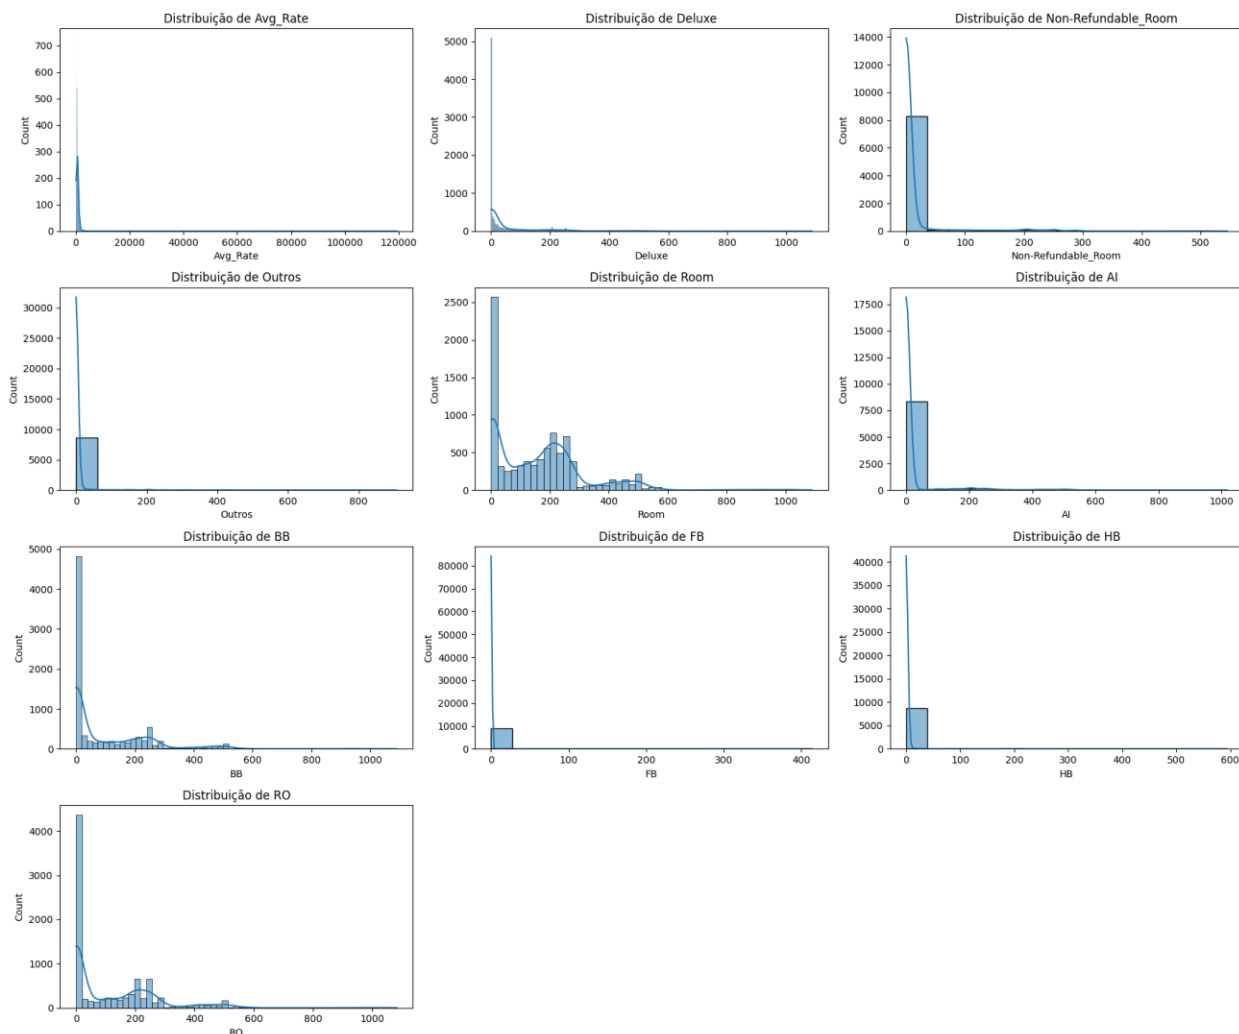 Distribuição de Avg_Rate
700
600
500
400
300
200
100
0
Count
0 20000 40000 60000 80000 100000 120000
Avg_Rate
Distribuição de Deluxe
5000
4000
3000
2000
1000
0
Count
0 200 400 600 800 1000
Deluxe
Distribuição de Non-Refundable_Room
14000
12000
10000
8000
6000
4000
2000
0
Count
0 100 200 300 400 500
Non-Refundable_Room
Distribuição de Outros
30000
25000
20000
15000
10000
5000
0
Count
0 200 400 600 800
Outros
Distribuição de Room
2500
2000
1500
1000
500
0
Count
0 200 400 600 800 1000
Room
Distribuição de AI
17500
15000
12500
10000
7500
5000
2500
0
Count
0 200 400 600 800 1000
AI
Distribuição de BB
5000
4000
3000
2000
1000
0
Count
0 200 400 600 800 1000
BB
Distribuição de FB
80000
70000
60000
50000
40000
30000
20000
10000
0
Count
0 100 200 300 400
FB
Distribuição de HB
40000
35000
30000
25000
20000
15000
10000
5000
0
Count
0 100 200 300 400 500 600
HB
Distribuição de RO
4000
3000
2000
1000
0
Count
0 200 400 600 800 1000
RO